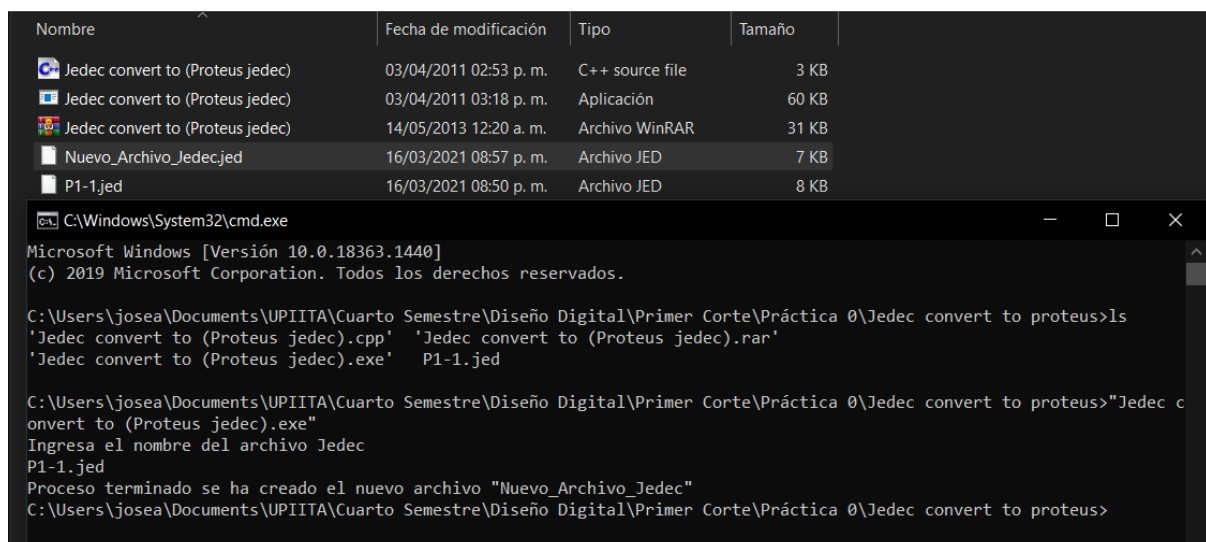 Nombre Fecha de modificación Tipo Tamaño
Jedec convert to (Proteus jedec) 03/04/2011 02:53 p. m. C++ source file 3 KB
Jedec convert to (Proteus jedec) 03/04/2011 03:18 p. m. Aplicación 60 KB
Jedec convert to (Proteus jedec) 14/05/2013 12:20 a. m. Archivo WinRAR 31 KB
Nuevo_Archivo_Jedec.jed 16/03/2021 08:57 p. m. Archivo JED 7 KB
P1-1.jed 16/03/2021 08:50 p. m. Archivo JED 8 KB
C:\Windows\System32\cmd.exe
Microsoft Windows [Versión 10.0.18363.1440]
(c) 2019 Microsoft Corporation. Todos los derechos reservados.
C:\Users\josea\Documents\UPIITA\Cuarto Semestre\Diseño Digital\Primer Corte\Práctica 0\Jedec convert to proteus>ls
'Jedec convert to (Proteus jedec).cpp' 'Jedec convert to (Proteus jedec).rar'
'Jedec convert to (Proteus jedec).exe' P1-1.jed
C:\Users\josea\Documents\UPIITA\Cuarto Semestre\Diseño Digital\Primer Corte\Práctica 0\Jedec convert to proteus>"Jedec c
onvert to (Proteus jedec).exe"
Ingresa el nombre del archivo Jedec
P1-1.jed
Proceso terminado se ha creado el nuevo archivo "Nuevo_Archivo_Jedec"
C:\Users\josea\Documents\UPIITA\Cuarto Semestre\Diseño Digital\Primer Corte\Práctica 0\Jedec convert to proteus>